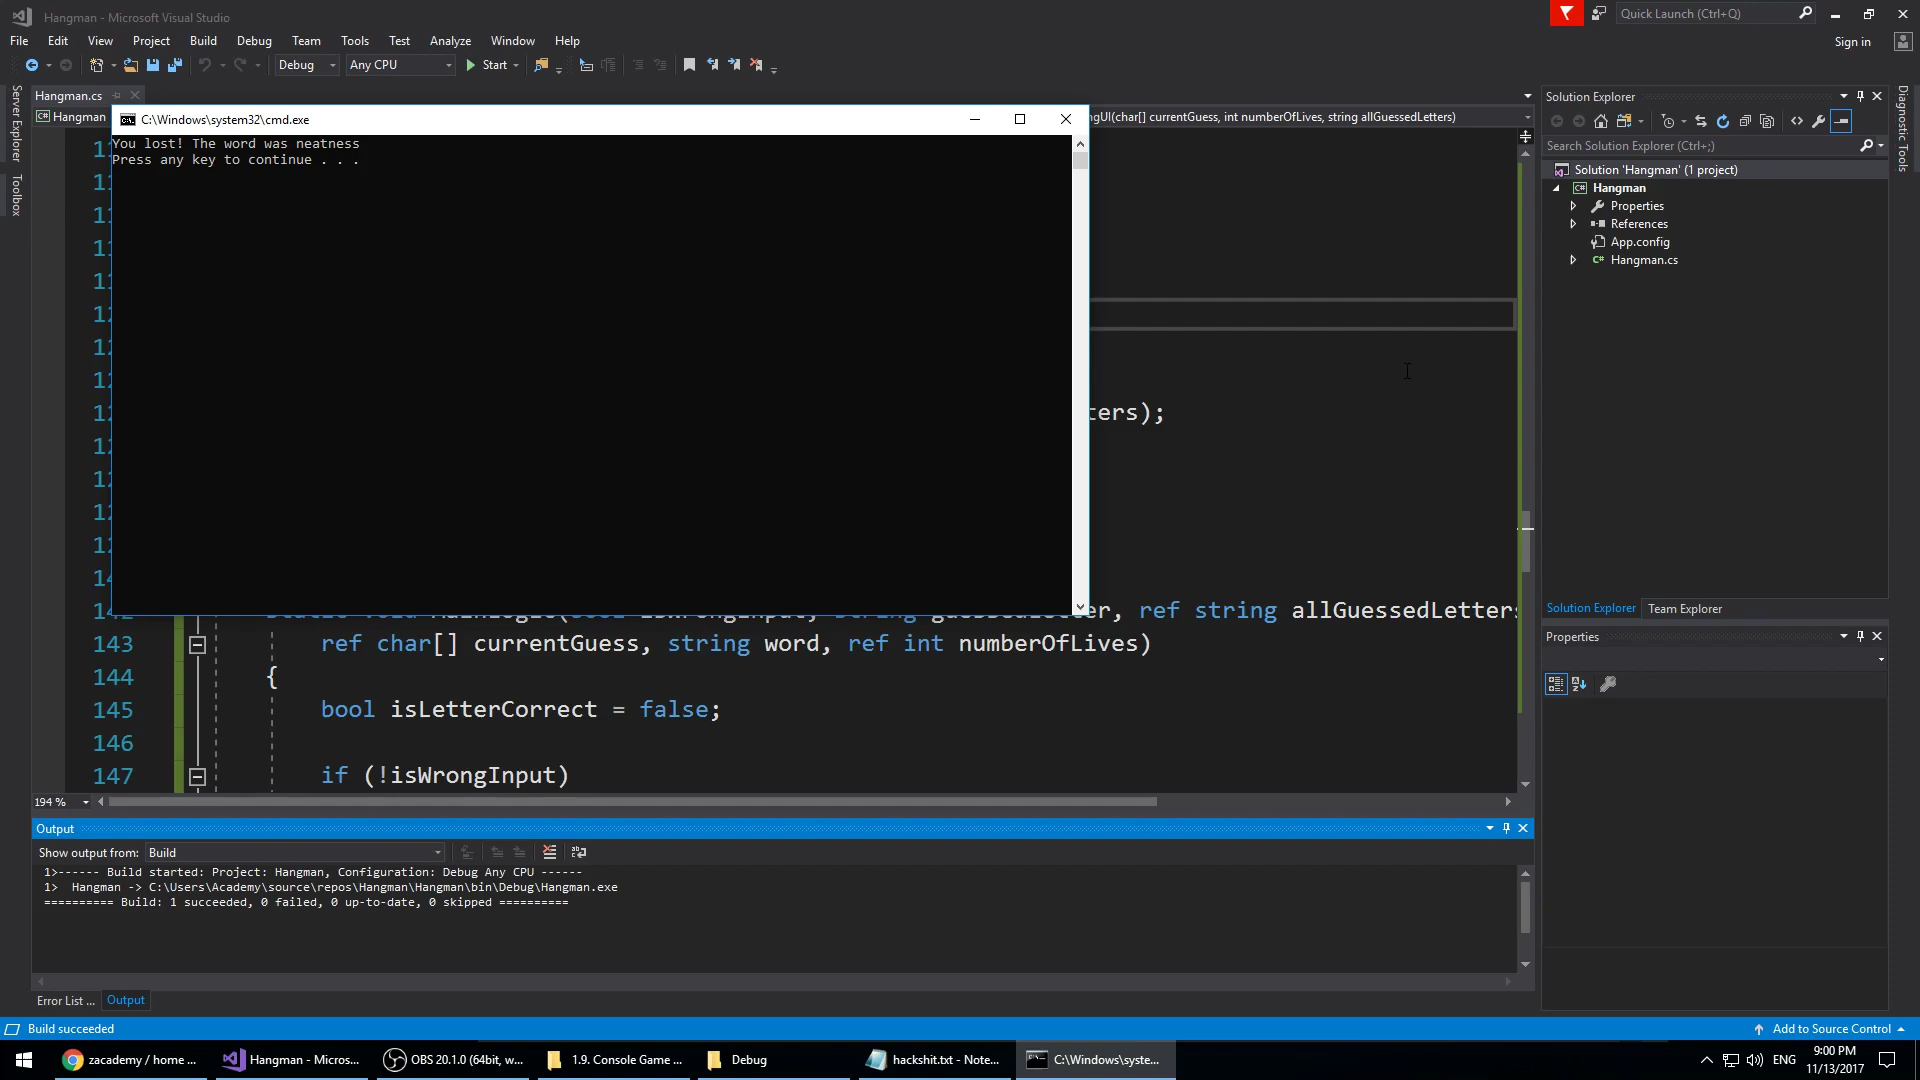 Hangman - Microsoft Visual Studio
Quick Launch (Ctrl+Q)
File Edit View Project Build Debug Team Tools Test Analyze Window Help
Sign in
Debug Any CPU Start
Server Explorer
Toolbox
Hangman.cs
Hangman
C:\Windows\system32\cmd.exe
You lost! The word was neatness
Press any key to continue . . .
ngUI(char[] currentGuess, int numberOfLives, string allGuessedLetters)
ters);
er, ref string allGuessedLetters
143 ref char[] currentGuess, string word, ref int numberOfLives)
144 {
145 bool isLetterCorrect = false;
146
147 if (!isWrongInput)
194 %
Output
Show output from: Build
1>------ Build started: Project: Hangman, Configuration: Debug Any CPU ------
1>  Hangman -> C:\Users\Academy\source\repos\Hangman\Hangman\bin\Debug\Hangman.exe
========== Build: 1 succeeded, 0 failed, 0 up-to-date, 0 skipped ==========
Error List ... Output
Solution Explorer
Search Solution Explorer (Ctrl+;)
Solution 'Hangman' (1 project)
Hangman
Properties
References
App.config
Hangman.cs
Solution Explorer Team Explorer
Properties
Diagnostic Tools
Build succeeded
Add to Source Control
zacademy / home ...
Hangman - Micros...
OBS 20.1.0 (64bit, w...
1.9. Console Game ...
Debug
hackshit.txt - Note...
C:\Windows\syste...
ENG
9:00 PM
11/13/2017